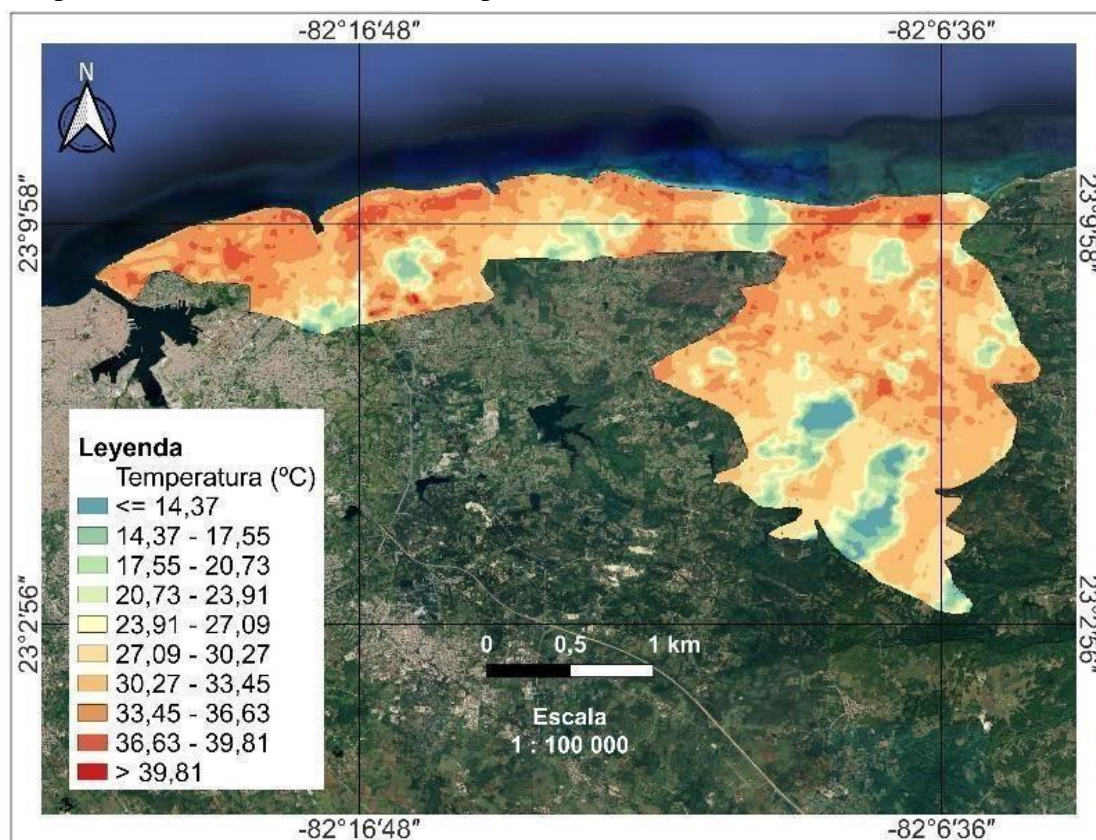 -82°16′48″ -82°6′36″
N
23°9′58″ 23°9′58″
Leyenda
Temperatura (ºC)
<= 14,37
14,37 - 17,55
17,55 - 20,73
20,73 - 23,91
23,91 - 27,09
27,09 - 30,27
30,27 - 33,45
33,45 - 36,63
36,63 - 39,81
> 39,81
23°2′56″ 23°2′56″
0 0,5 1 km
Escala
1 : 100 000
-82°16′48″ -82°6′36″